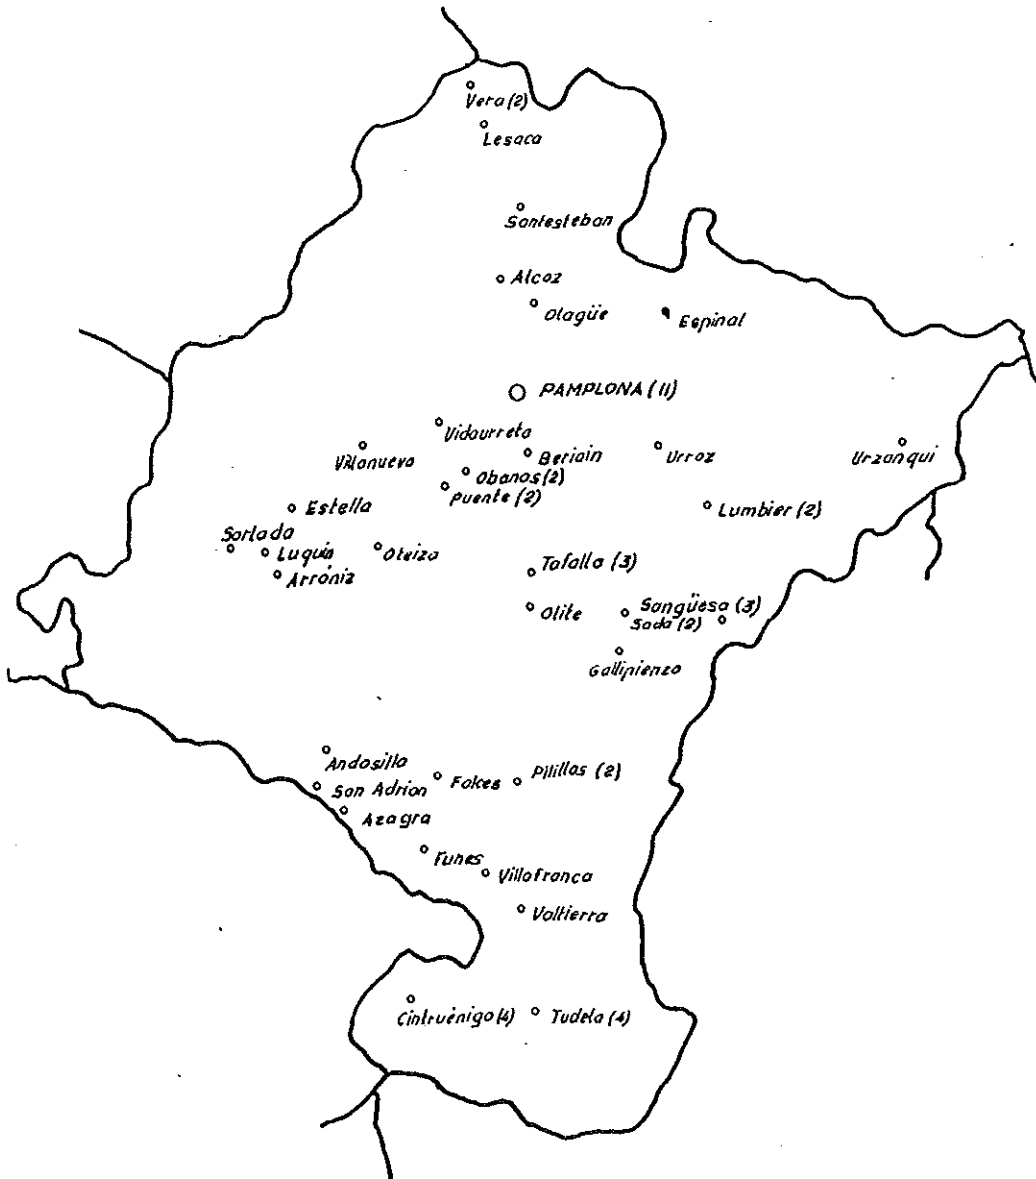 Vera (2)
Lesaca
Santesteban
Alcoz
Olagüe
Espinal
PAMPLONA (11)
Vidaurreta
Villanueva
Beriain
Urroz
Urzanqui
Obanos (2)
Puente (2)
Estella
Lumbier (2)
Sorlada
Luquin
Oteiza
Arróniz
Tafalla (3)
Olite
Sangüesa (3)
Sada (2)
Gallipienzo
Andosilla
San Adrian
Falces
Pitillas (2)
Azagra
Funes
Villafranca
Valtierra
Cintruénigo (4)
Tudela (4)